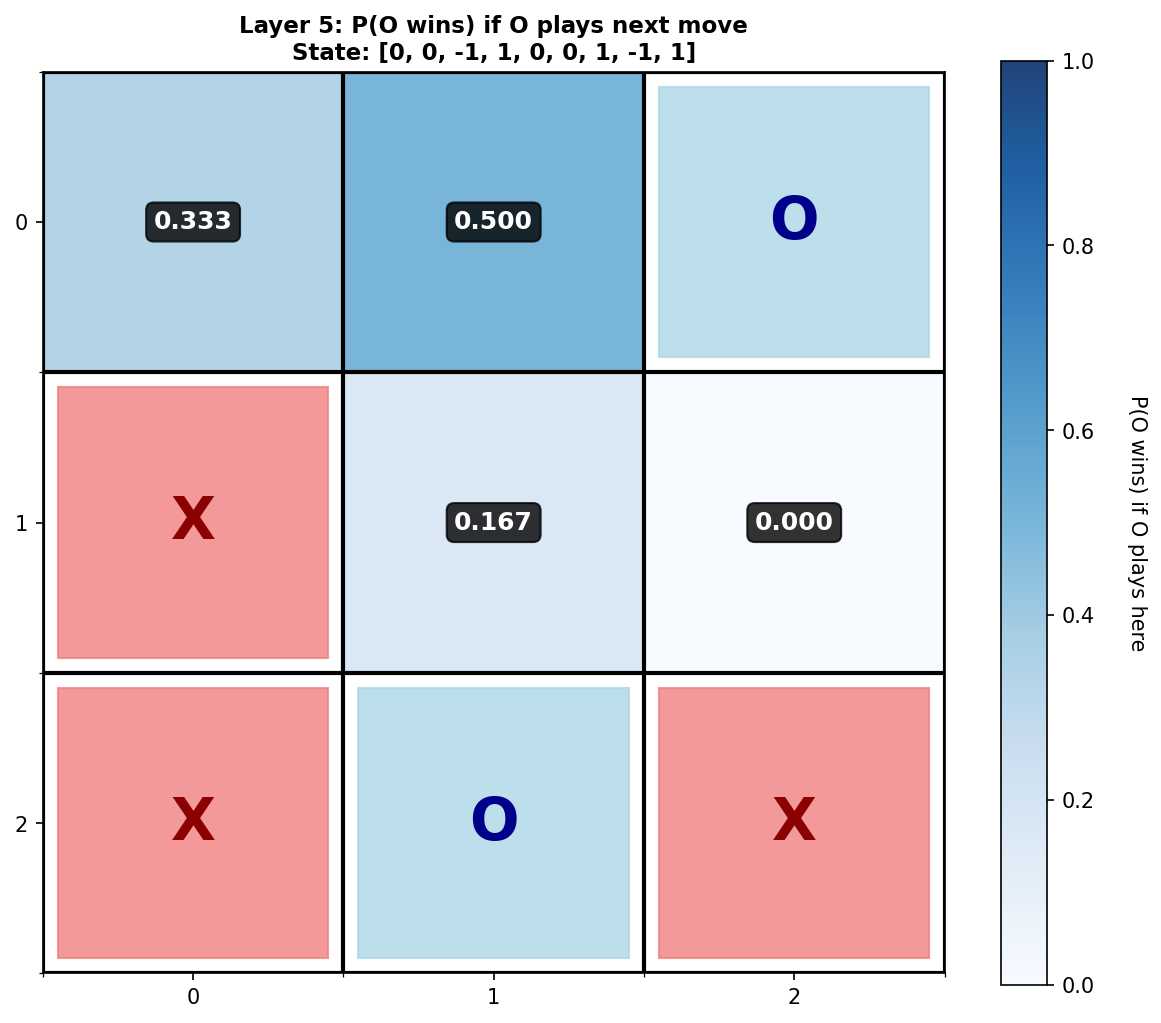 Layer 5: P(O wins) if O plays next move
State: [0, 0, -1, 1, 0, 0, 1, -1, 1]
0
0.333
0.500
O
1
X
0.167
0.000
2
X
O
X
0
1
2
1.0
0.8
0.6
0.4
0.2
0.0
P(O wins) if O plays here